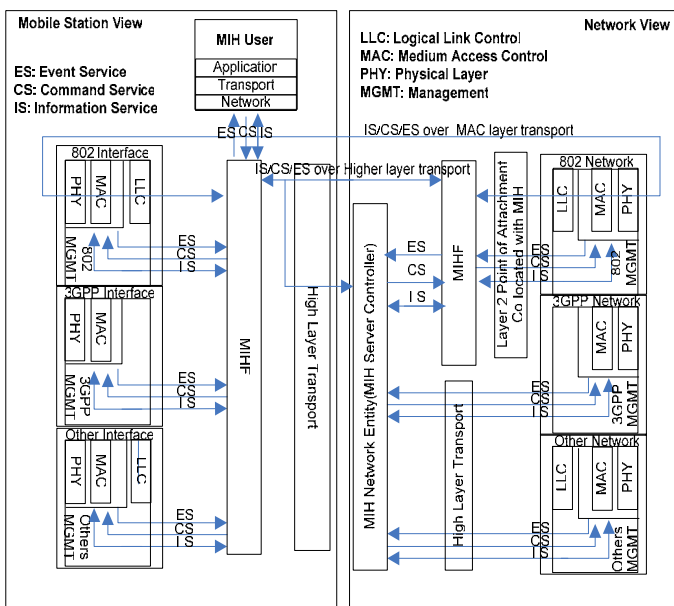 Mobile Station View
MIH User
Application
Transport
Network
ES: Event Service
CS: Command Service
IS: Information Service
ES CS IS
802 Interface
PHY
MAC
LLC
802 MGMT
ES
CS
I S
3GPP Interface
PHY
MAC
3GPP MGMT
ES
CS
I S
Other Interface
PHY
MAC
LLC
Others MGMT
ES
CS
I S
MIHF
High Layer Transport
Network View
LLC: Logical Link Control
MAC: Medium Access Control
PHY: Physical Layer
MGMT: Management
IS/CS/ES over MAC layer transport
IS/CS/ES over Higher layer transport
MIH Network Entity(MIH Server Controller)
ES
CS
I S
MIHF
Layer 2 Point of Attachment
Co located with MIH
High Layer Transport
802 Network
LLC
MAC
PHY
802 MGMT
ES
CS
I S
3GPP Network
MAC
PHY
3GPP MGMT
ES
CS
I S
Other Network
LLC
MAC
PHY
Others MGMT
ES
CS
I S